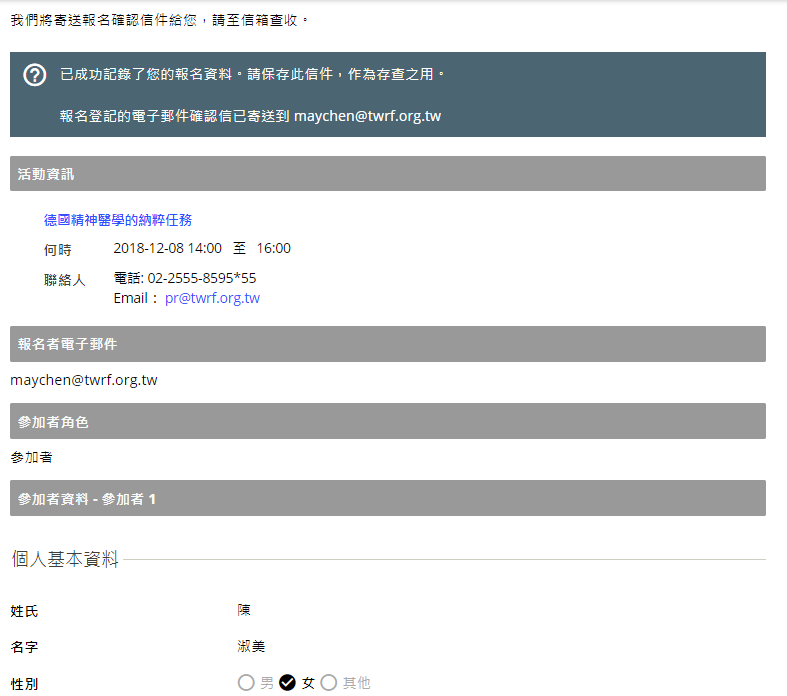 我們將寄送報名確認信件給您，請至信箱查收。
已成功記錄了您的報名資料。請保存此信件，作為存查之用。
報名登記的電子郵件確認信已寄送到 maychen@twrf.org.tw
活動資訊
德國精神醫學的納粹任務
何時 2018-12-08 14:00 至 16:00
聯絡人 電話: 02-2555-8595*55
Email： pr@twrf.org.tw
報名者電子郵件
maychen@twrf.org.tw
參加者角色
參加者
參加者資料 - 參加者 1
個人基本資料
姓氏 陳
名字 淑美
性別 男 女 其他